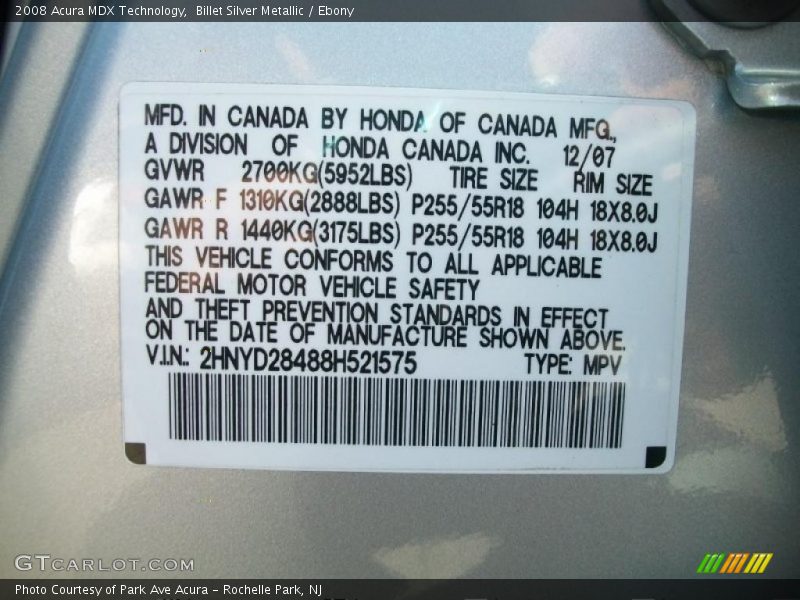 2008 Acura MDX Technology,  Billet Silver Metallic / Ebony
MFD. IN CANADA BY HONDA OF CANADA MFG.,
A DIVISION OF HONDA CANADA INC. 12/07
GVWR 2700KG(5952LBS) TIRE SIZE RIM SIZE
GAWR F 1310KG(2888LBS) P255/55R18 104H 18X8.0J
GAWR R 1440KG(3175LBS) P255/55R18 104H 18X8.0J
THIS VEHICLE CONFORMS TO ALL APPLICABLE
FEDERAL MOTOR VEHICLE SAFETY
AND THEFT PREVENTION STANDARDS IN EFFECT
ON THE DATE OF MANUFACTURE SHOWN ABOVE.
V.I.N.: 2HNYD28488H521575 TYPE: MPV
GTCARLOT.COM
Photo Courtesy of Park Ave Acura - Rochelle Park, NJ